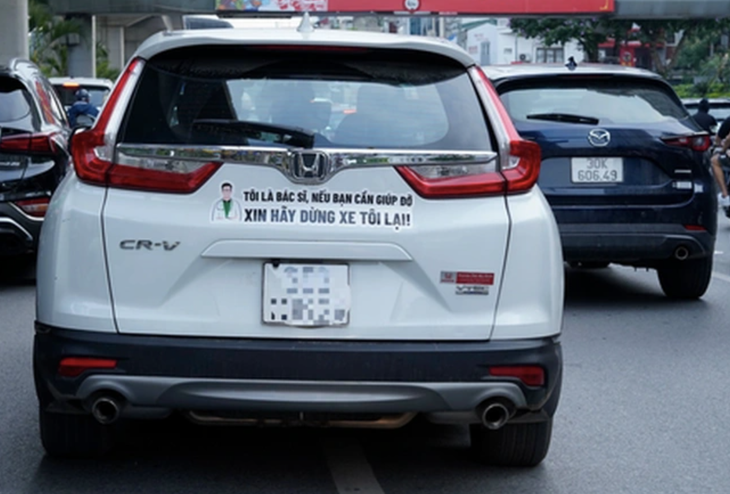 TÔI LÀ BÁC SĨ, NẾU BẠN CẦN GIÚP ĐỠ
XIN HÃY DỪNG XE TÔI LẠI!!
CR-V
VTEC
30K
606.49